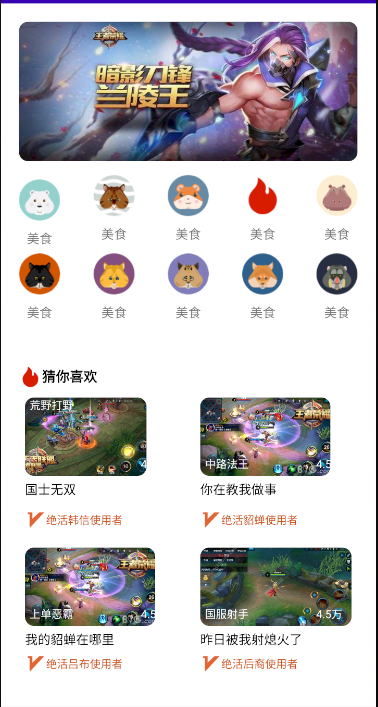 王者荣耀
暗影刀锋
兰陵王
美食
美食
美食
美食
美食
美食
美食
美食
美食
美食
猜你喜欢
荒野打野
4
国士无双
绝活韩信使用者
王者荣耀
中路法王
4.5
你在教我做事
绝活貂蝉使用者
王者荣耀
上单恶霸
4.5
我的貂蝉在哪里
绝活吕布使用者
国服射手
4.5万
昨日被我射熄火了
绝活后裔使用者